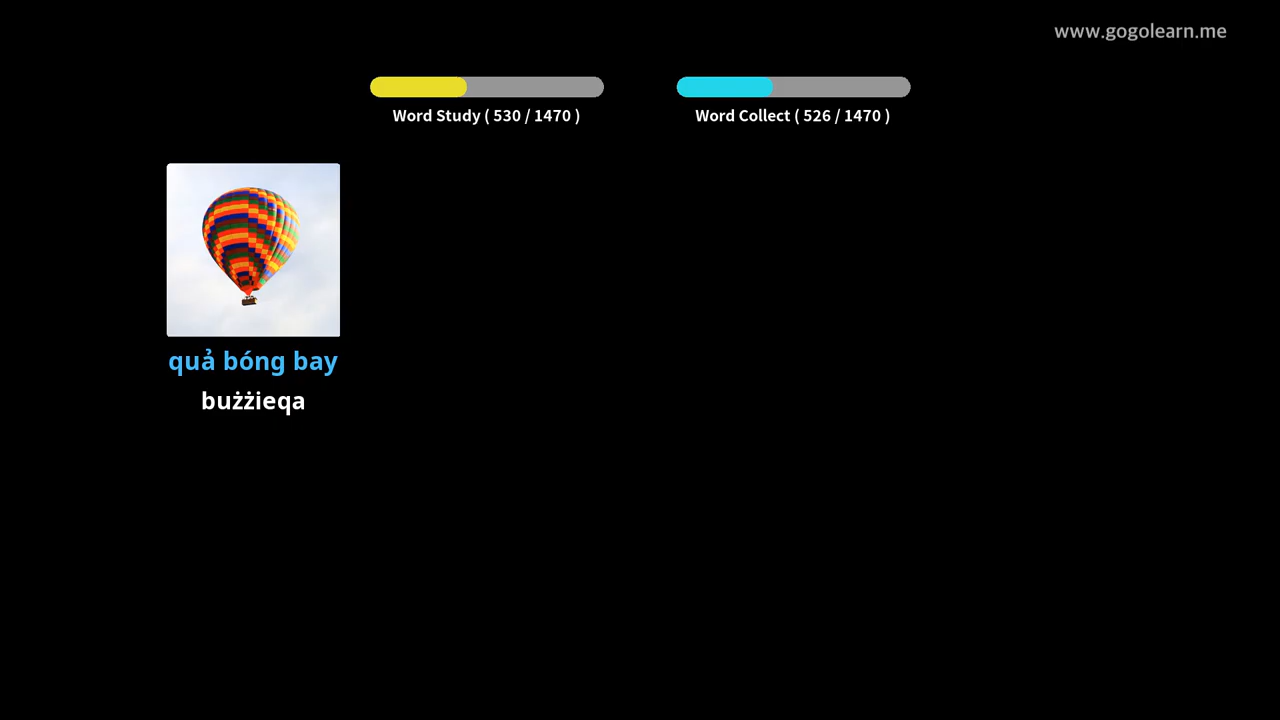 www.gogolearn.me
Word Study ( 530 / 1470 )
Word Collect ( 526 / 1470 )
quả bóng bay
bużżieqa